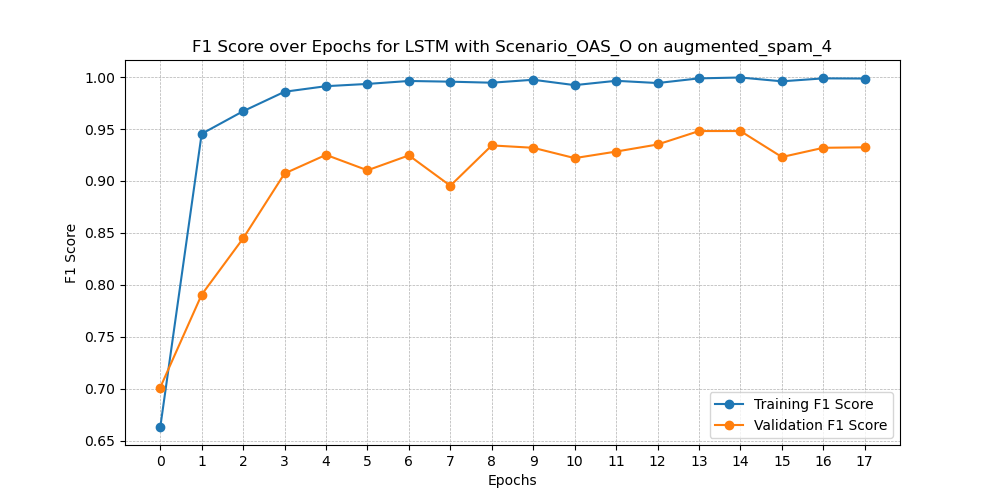 F1 Score over Epochs for LSTM with Scenario_OAS_O on augmented_spam_4
1.00
0.95
0.90
0.85
0.80
0.75
0.70
0.65
F1 Score
Training F1 Score
Validation F1 Score
0 1 2 3 4 5 6 7 8 9 10 11 12 13 14 15 16 17
Epochs